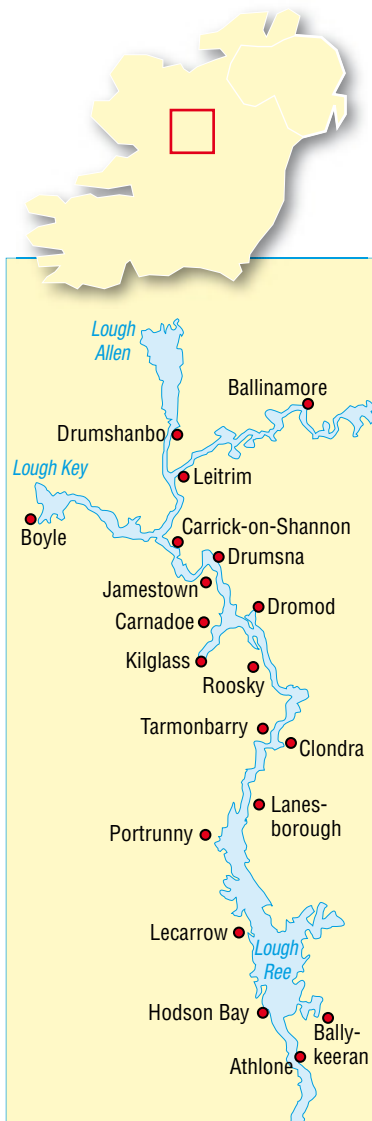 Lough
Allen
Ballinamore
Drumshanbo
Lough Key
Leitrim
Carrick-on-Shannon
Boyle
Drumsna
Jamestown
Dromod
Carnadoe
Kilglass
Roosky
Tarmonbarry
Clondra
Lanes-
borough
Portrunny
Lecarrow
Lough
Ree
Hodson Bay
Bally-
keeran
Athlone